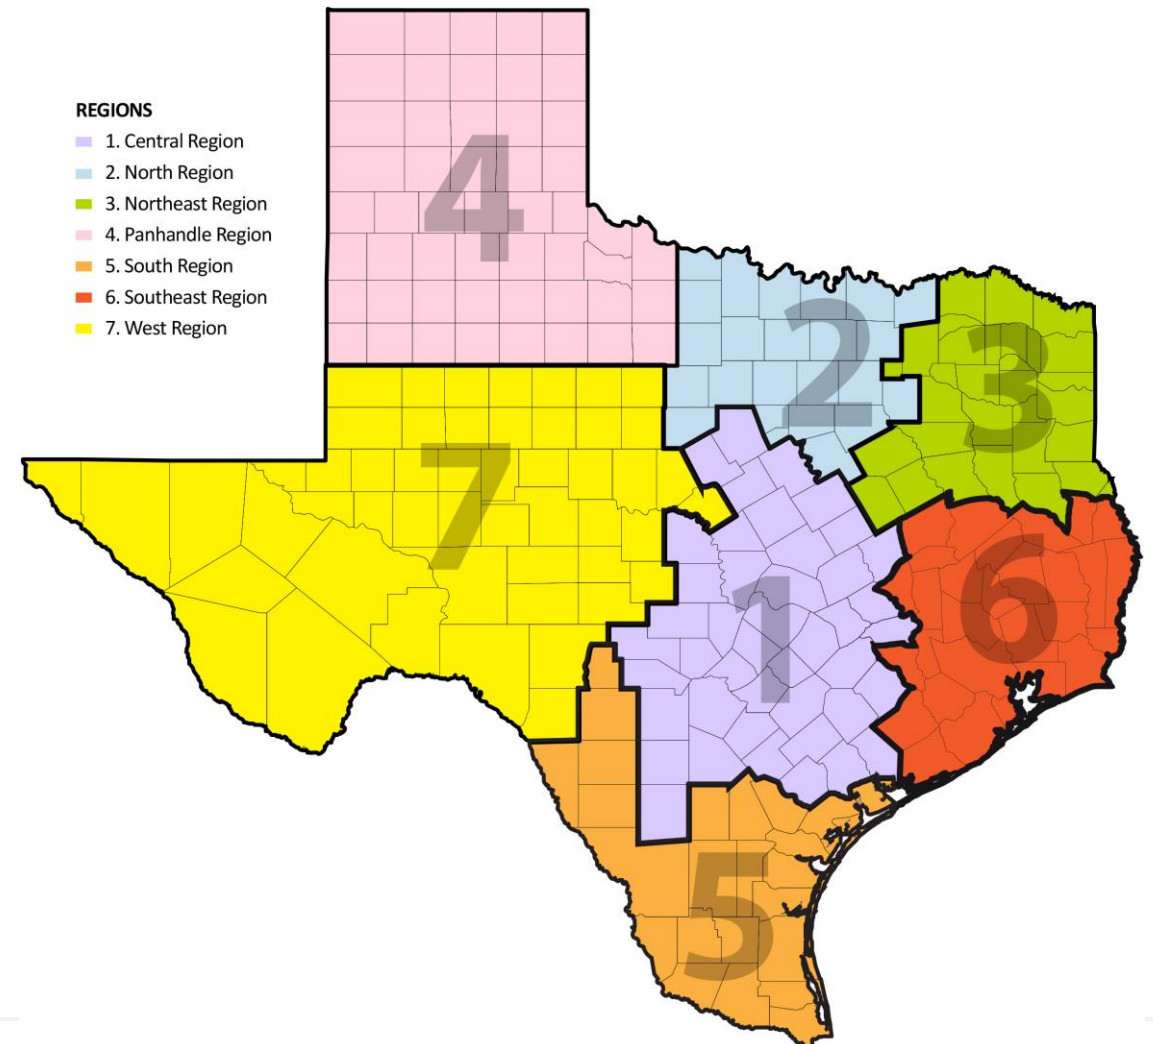 REGIONS
1. Central Region
2. North Region
3. Northeast Region
4. Panhandle Region
5. South Region
6. Southeast Region
7. West Region
4
2
3
7
6
1
5